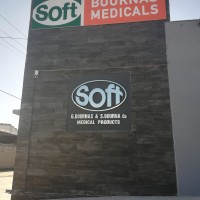 Soft
BOURNAS
MEDICALS
Soft
G.BOURNAS & S.BOURNA Co
MEDICAL PRODUCTS